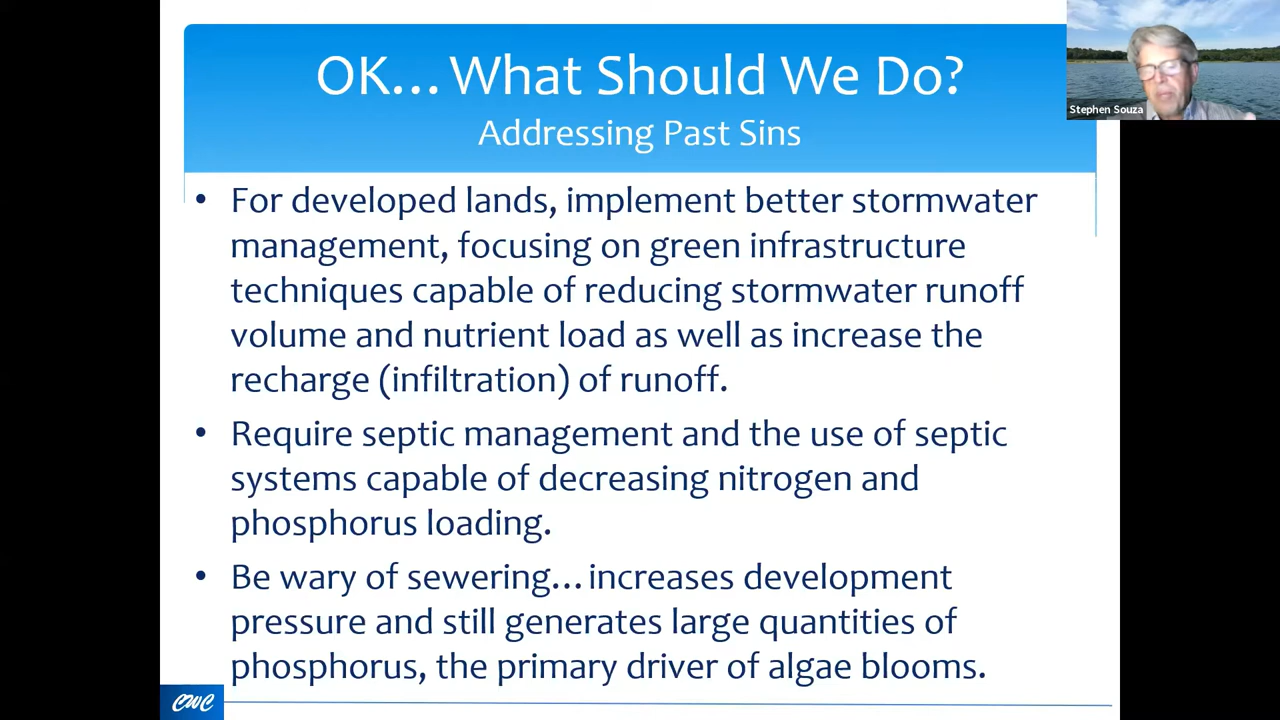 OK... What Should We Do?
Addressing Past Sins
Stephen Souza
• For developed lands, implement better stormwater
management, focusing on green infrastructure
techniques capable of reducing stormwater runoff
volume and nutrient load as well as increase the
recharge (infiltration) of runoff.
• Require septic management and the use of septic
systems capable of decreasing nitrogen and
phosphorus loading.
• Be wary of sewering...increases development
pressure and still generates large quantities of
phosphorus, the primary driver of algae blooms.
CWC